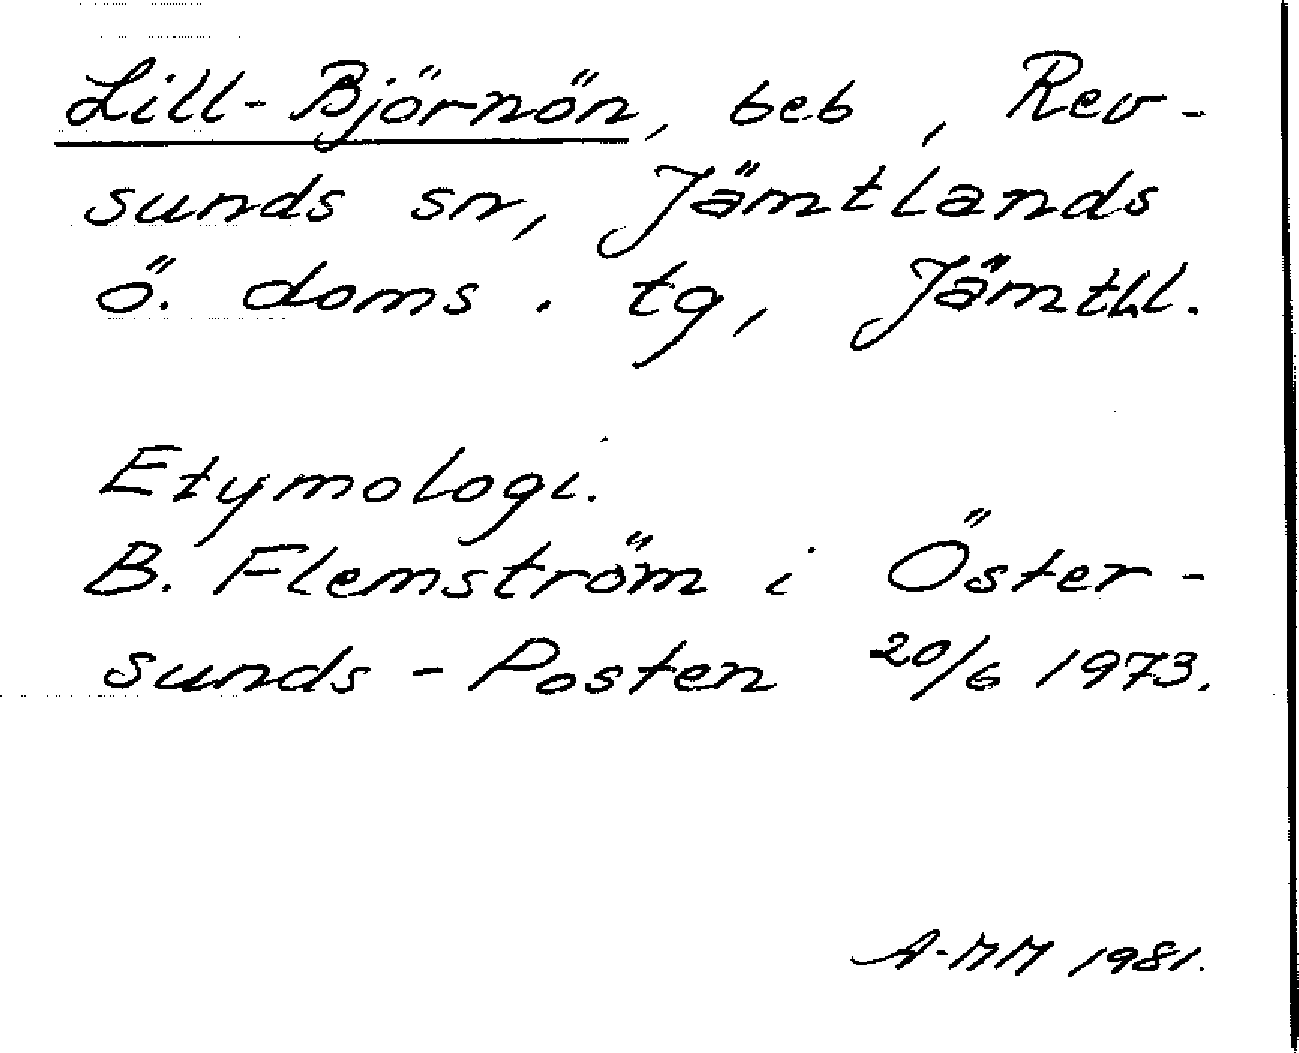 Lill-Björnön, beb, Rev-
sunds sn, Jämtlands
ö. doms. tg, Jämtl.
Etymologi.
B. Flemström i Öster-
sunds-Posten 20/6 1973.
A-MM 1981.